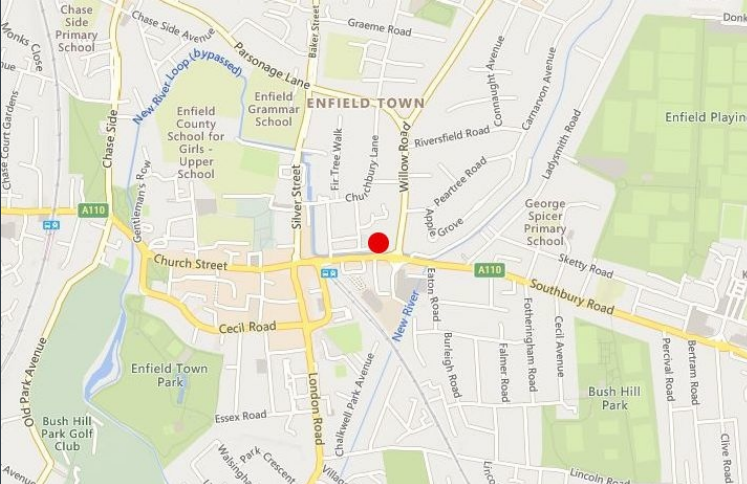 Chase
Side
Primary
School
Monks Close
Chase Side Avenue
Parsonage Lane
Baker Street
Graeme Road
New River Loop (bypassed)
Enfield
Grammar
School
ENFIELD TOWN
Connaught Avenue
Carnarvon Avenue
Ladysmith Road
Enfield Playin
Chase Side
Enfield
County
School for
Girls -
Upper
School
Fir Tree Walk
Churchbury Lane
Willow Road
Riversfield Road
Peartree Road
Chase Court Gardens
Gentleman's Row
Silver Street
Apple
Grove
George
Spicer
Primary
School
A110
Church Street
A110
Sketty Road
Southbury Road
Cecil Road
New River
Eaton Road
Burleigh Road
Falmer Road
Fotheringham Road
Cecil Avenue
Percival Road
Bertram Road
Clive Road
Old Park Avenue
Enfield Town
Park
London Road
Chalkwell Park Avenue
Bush Hill
Park
Essex Road
Bush Hill
Park Golf
Club
Park Crescent
Avenue
Lincoln Road